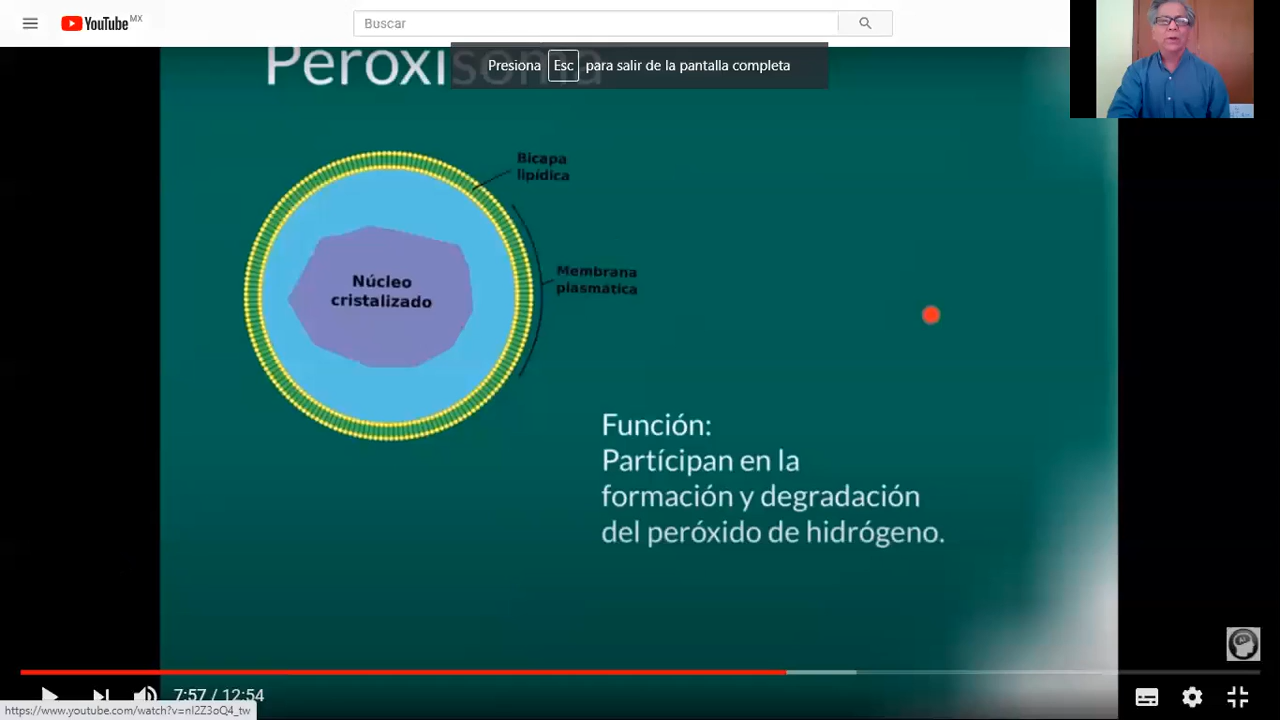 YouTube MX
Buscar
Peroxisoma
Presiona Esc para salir de la pantalla completa
Bicapa
lipídica
Membrana
plasmática
Núcleo
cristalizado
Función:
Partícipan en la
formación y degradación
del peróxido de hidrógeno.
7:57 / 12:54
https://www.youtube.com/watch?v=nI2Z3oQ4_tw